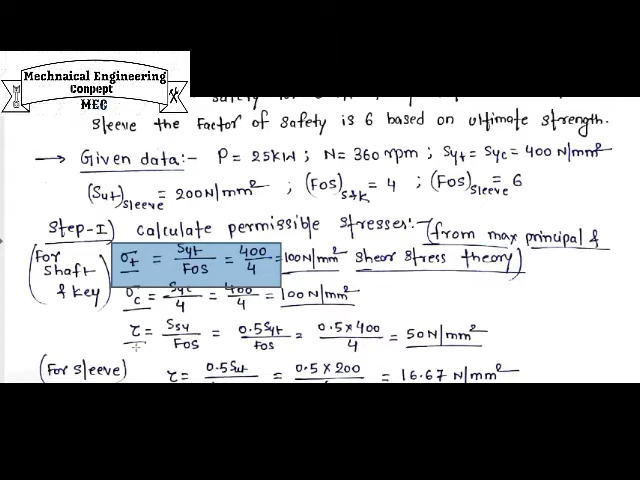 Mechnaical Engineering
Conpept
MEC
sleeve the Factor of safety is 6 based on ultimate strength.
→ Given data:- P = 25kW ; N = 360 rpm ; Syt = Syc = 400 N/mm²
(Sut)sleeve = 200 N/mm² ; (FOS)S&K = 4 ; (FOS)sleeve = 6
Step-I) Calculate permissible stresses:- (from max principal &
shear stress theory)
(For shaft & key) σt = Syt/FOS = 400/4 = 100 N/mm²
σc = Syc/4 = 400/4 = 100 N/mm²
τ = Ssy/FOS = 0.5Syt/FOS = 0.5×400/4 = 50 N/mm²
(For sleeve) τ = 0.5Sut = 0.5 × 200 = 16.67 N/mm²